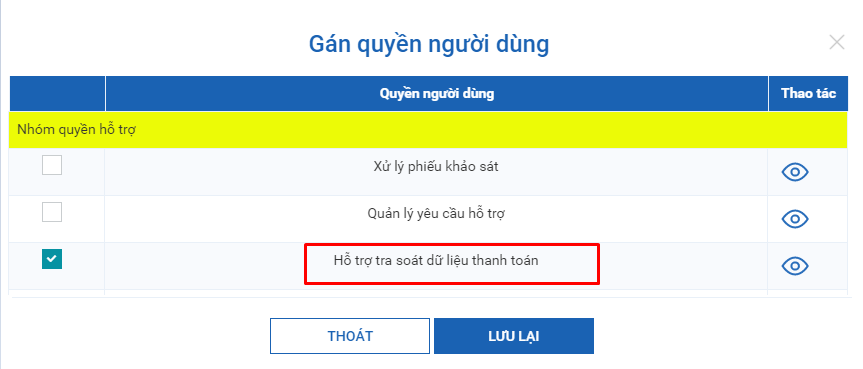 Gán quyền người dùng
Quyền người dùng
Thao tác
Nhóm quyền hỗ trợ
Xử lý phiếu khảo sát
Quản lý yêu cầu hỗ trợ
Hỗ trợ tra soát dữ liệu thanh toán
THOÁT
LƯU LẠI